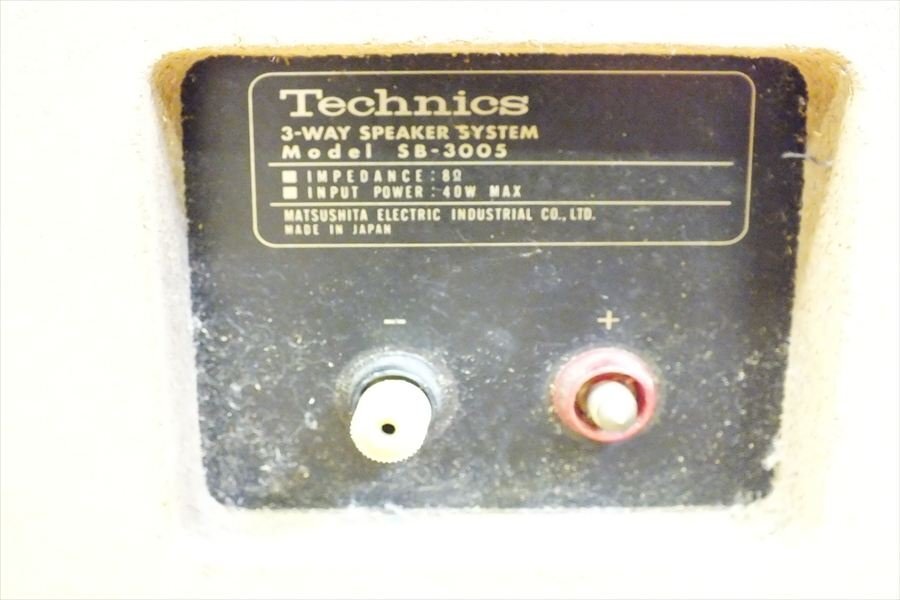 Technics
3-WAY SPEAKER SYSTEM
Model SB-3005
IMPEDANCE : 8Ω
INPUT POWER : 40W MAX
MATSUSHITA ELECTRIC INDUSTRIAL CO., LTD.
MADE IN JAPAN
− +